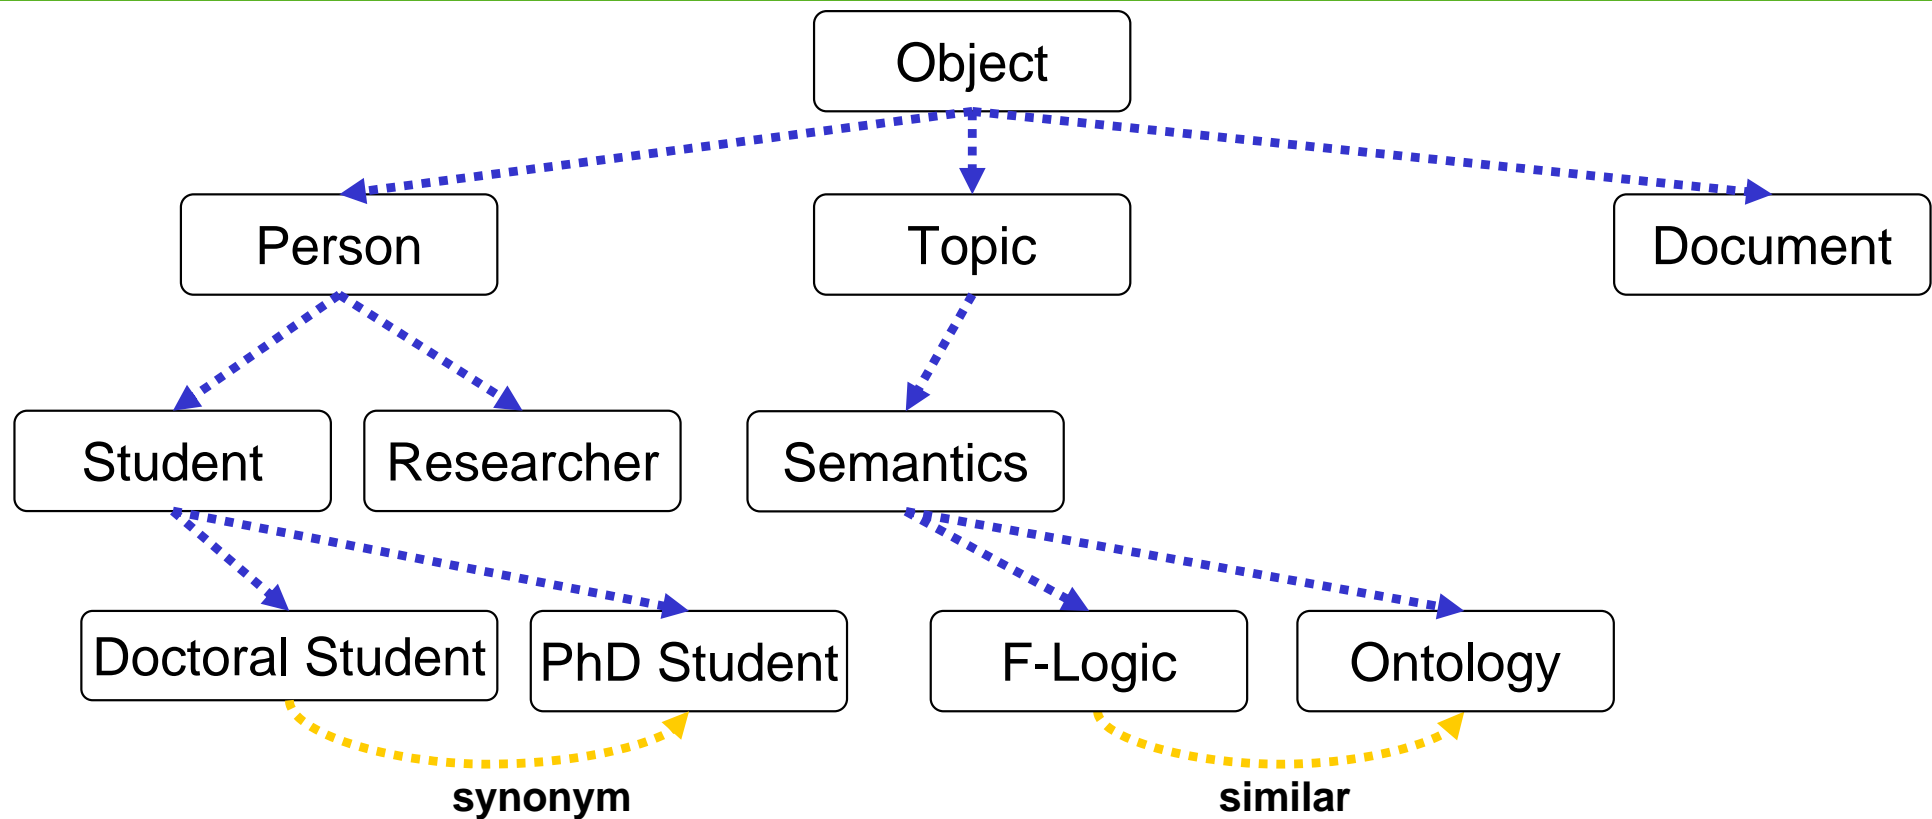 Object
Person
Topic
Document
Student
Researcher
Semantics
Doctoral Student
PhD Student
F-Logic
Ontology
synonym
similar